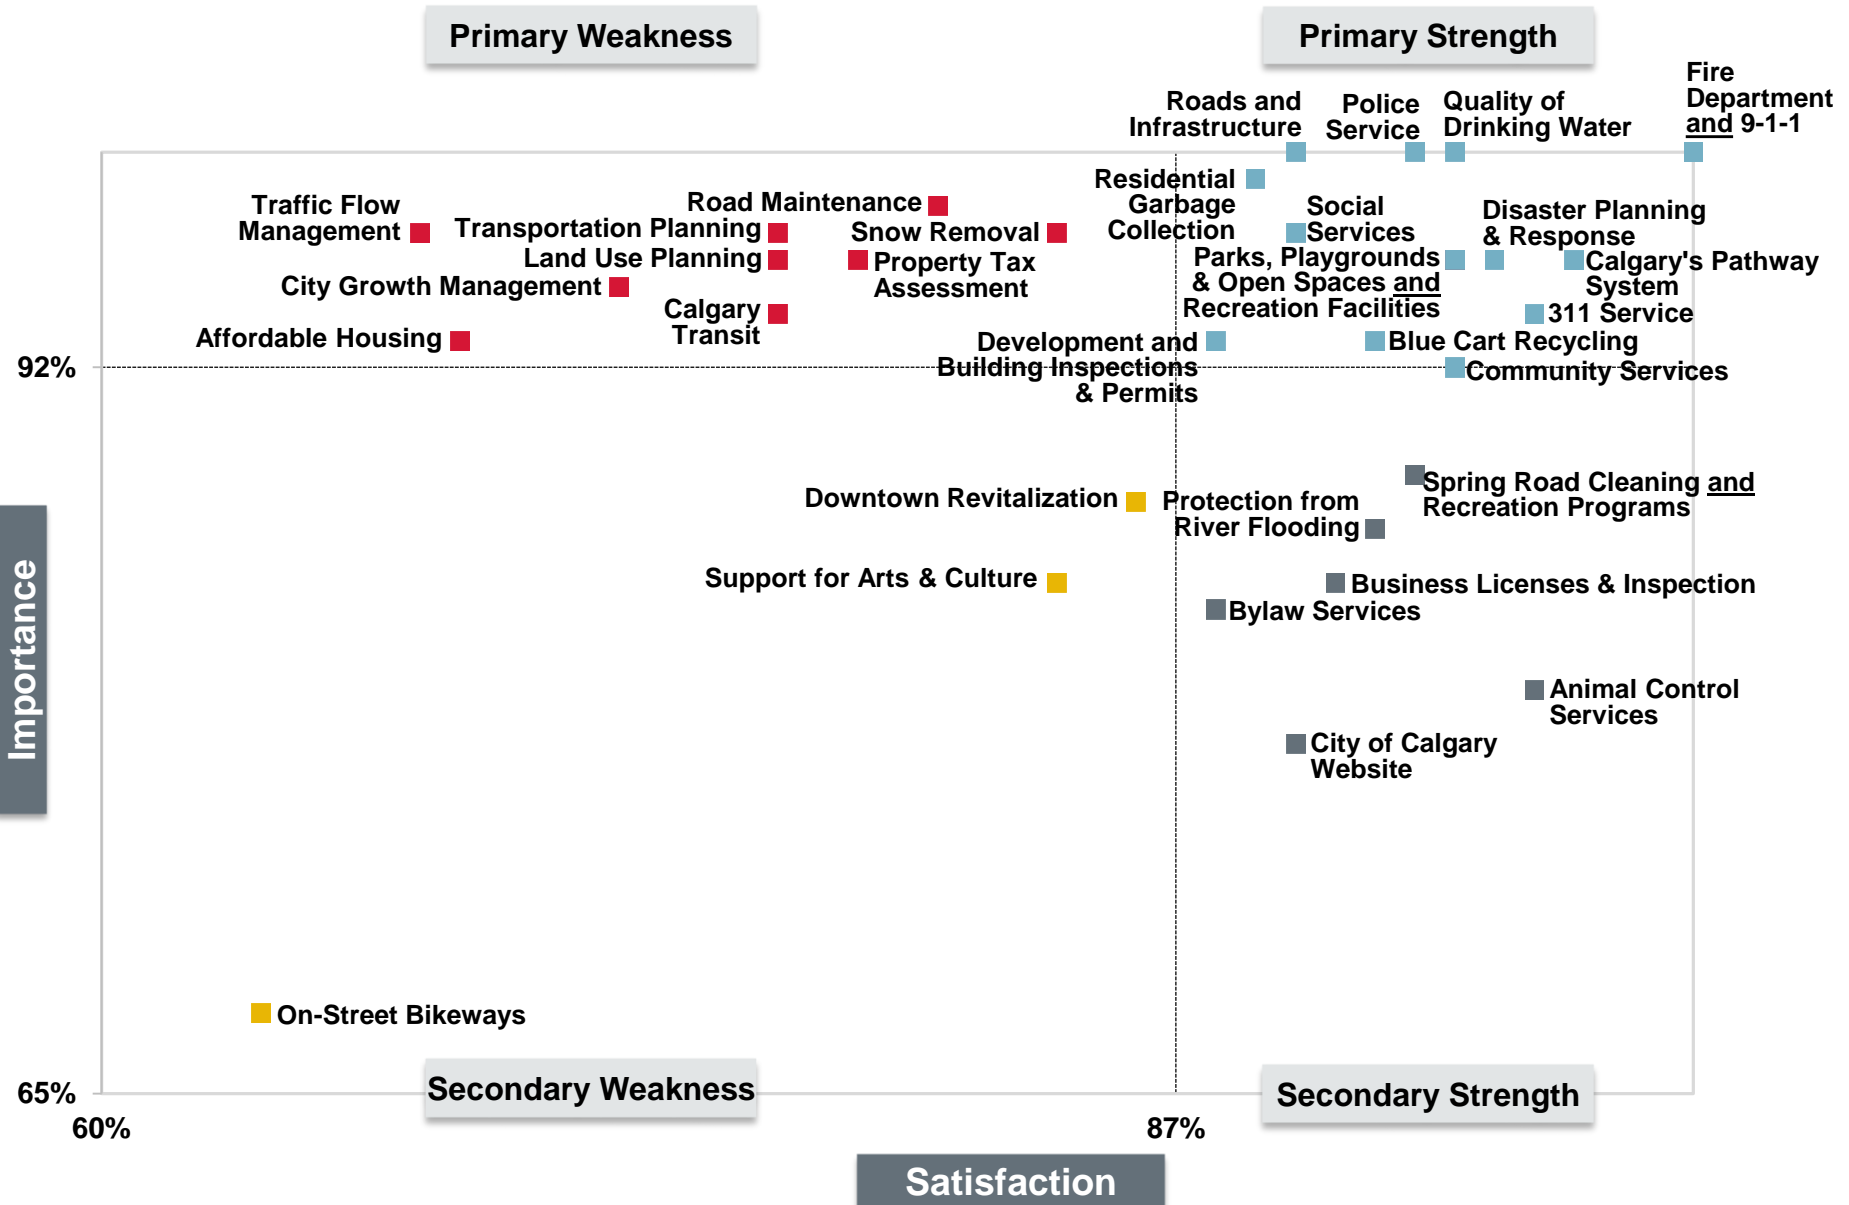 Primary Weakness
Primary Strength
Fire
Department
and 9-1-1
Roads and
Infrastructure
Police
Service
Quality of
Drinking Water
Residential
Garbage
Collection
Social
Services
Disaster Planning
& Response
Traffic Flow
Management
Road Maintenance
Transportation Planning
Snow Removal
Land Use Planning
Property Tax
Assessment
Parks, Playgrounds
& Open Spaces and
Recreation Facilities
Calgary's Pathway
System
City Growth Management
Calgary
Transit
311 Service
Affordable Housing
Development and
Building Inspections
& Permits
Blue Cart Recycling
92%
Community Services
Spring Road Cleaning and
Recreation Programs
Downtown Revitalization
Protection from
River Flooding
Support for Arts & Culture
Business Licenses & Inspection
Bylaw Services
Importance
Animal Control
Services
City of Calgary
Website
On-Street Bikeways
65%
Secondary Weakness
Secondary Strength
60%
87%
Satisfaction